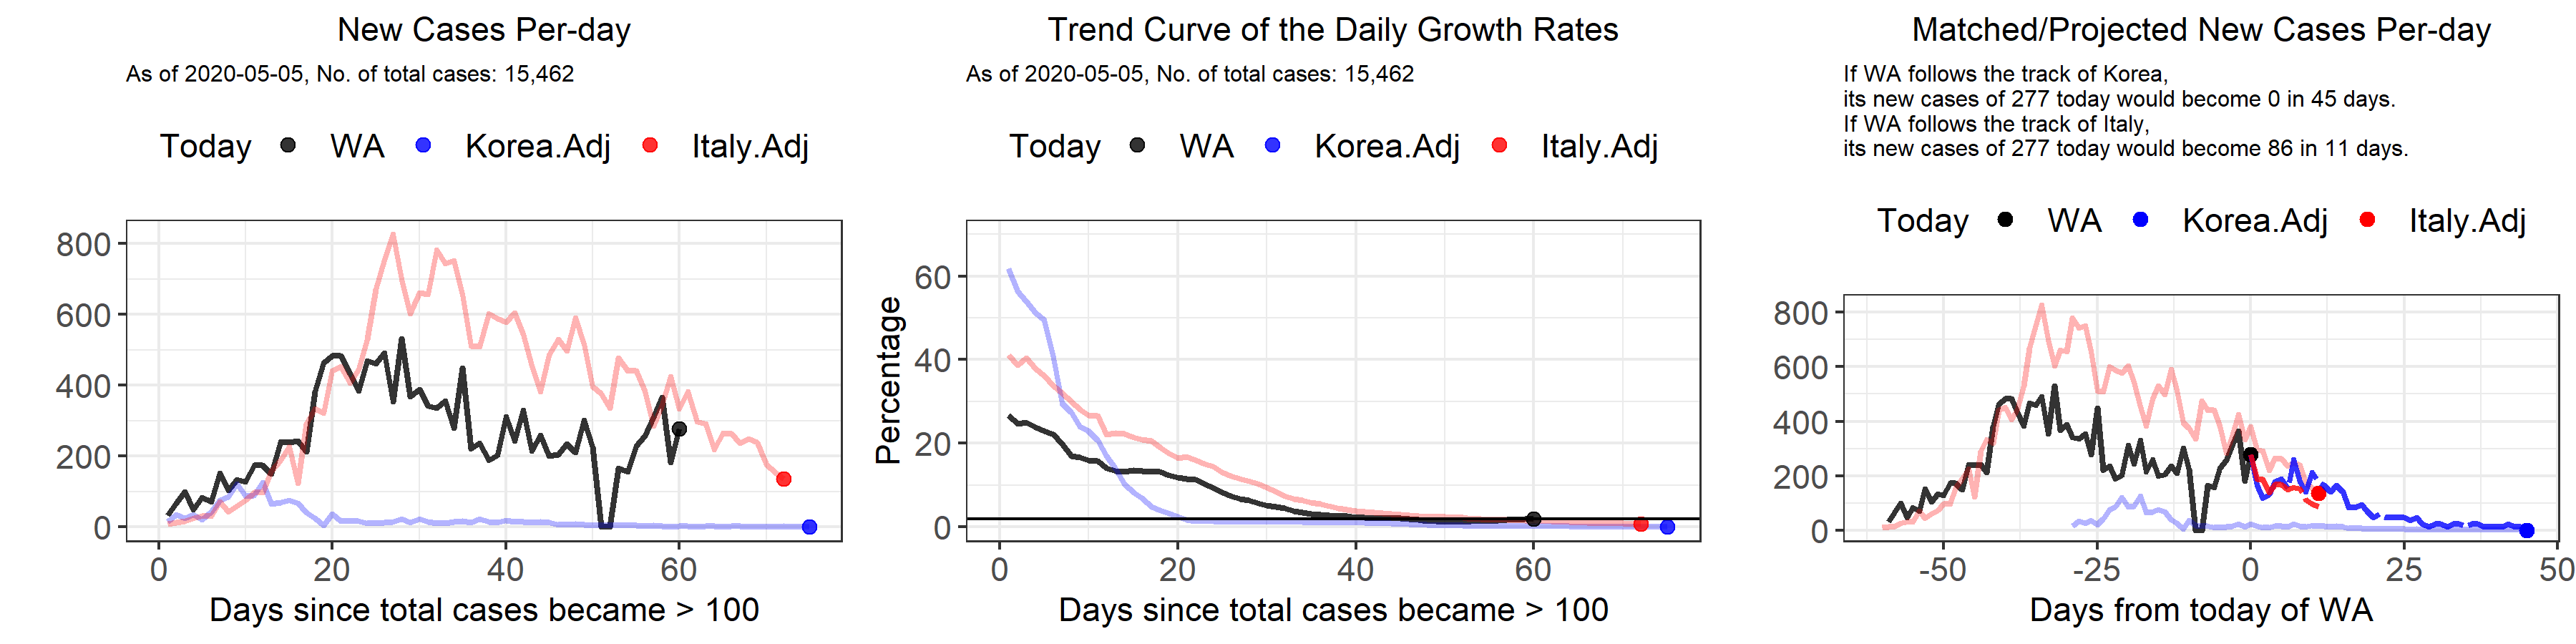 New Cases Per-day
As of 2020-05-05, No. of total cases: 15,462
Today WA Korea.Adj Italy.Adj
800
600
400
200
0
0 20 40 60
Days since total cases became > 100
Trend Curve of the Daily Growth Rates
As of 2020-05-05, No. of total cases: 15,462
Today WA Korea.Adj Italy.Adj
Percentage
60
40
20
0
0 20 40 60
Days since total cases became > 100
Matched/Projected New Cases Per-day
If WA follows the track of Korea,
its new cases of 277 today would become 0 in 45 days.
If WA follows the track of Italy,
its new cases of 277 today would become 86 in 11 days.
Today WA Korea.Adj Italy.Adj
800
600
400
200
0
-50 -25 0 25 50
Days from today of WA